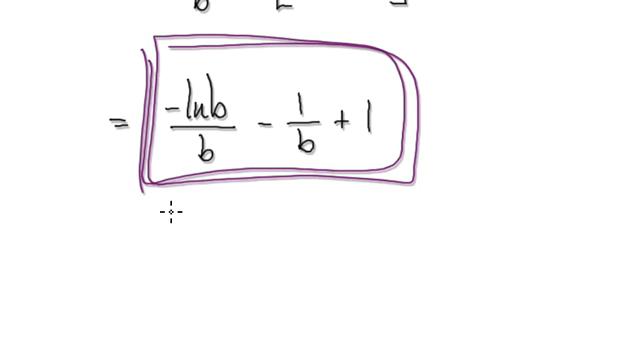 = -lnb/b - 1/b + 1